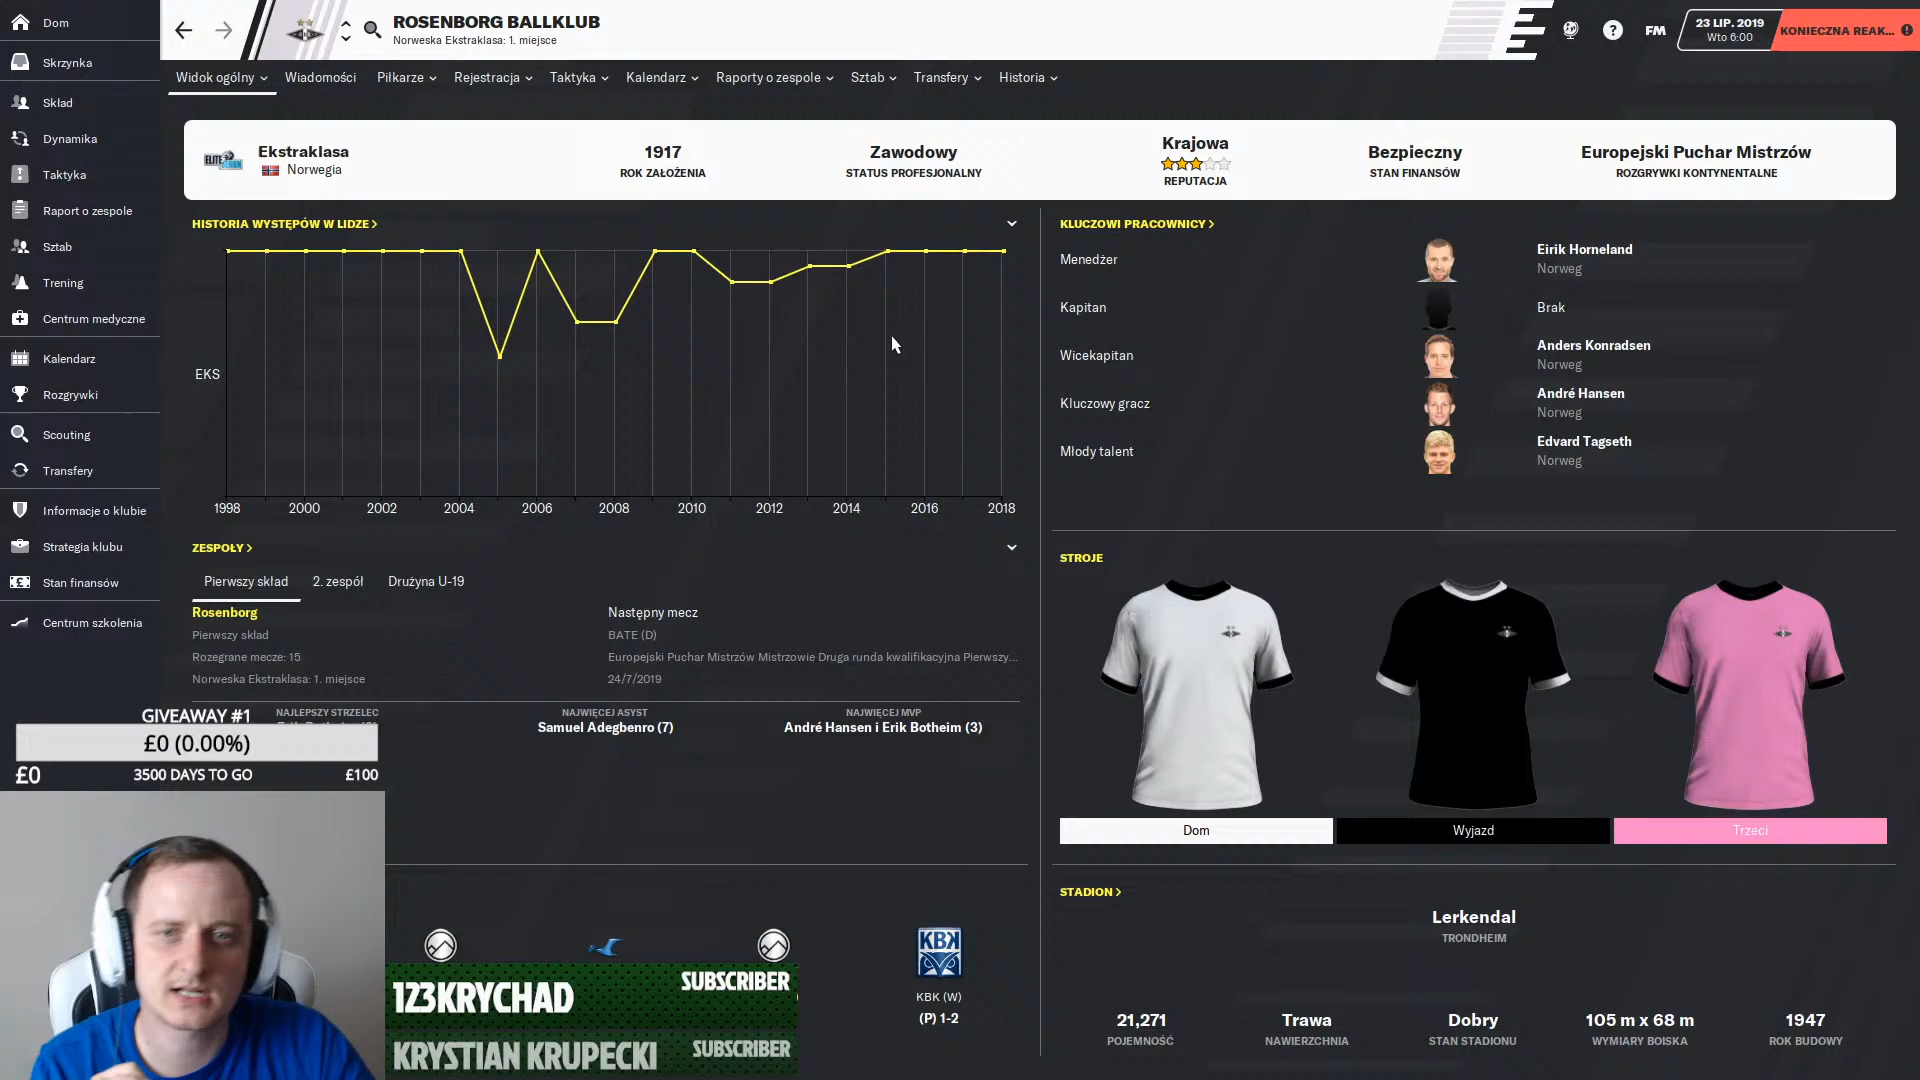 Dom
Skrzynka
Skład
Dynamika
Taktyka
Raport o zespole
Sztab
Trening
Centrum medyczne
Kalendarz
Rozgrywki
Scouting
Transfery
Informacje o klubie
Strategia klubu
Stan finansów
Centrum szkolenia
ROSENBORG BALLKLUB
Norweska Ekstraklasa: 1. miejsce
FM
23 LIP. 2019
Wto 6:00
KONIECZNA REAK...
Widok ogólny
Wiadomości
Piłkarze
Rejestracja
Taktyka
Kalendarz
Raporty o zespole
Sztab
Transfery
Historia
Ekstraklasa
Norwegia
1917
ROK ZAŁOŻENIA
Zawodowy
STATUS PROFESJONALNY
Krajowa
REPUTACJA
Bezpieczny
STAN FINANSÓW
Europejski Puchar Mistrzów
ROZGRYWKI KONTYNENTALNE
HISTORIA WYSTĘPÓW W LIDZE >
EKS
1998 2000 2002 2004 2006 2008 2010 2012 2014 2016 2018
KLUCZOWI PRACOWNICY >
Menedżer
Eirik Horneland
Norweg
Kapitan
Brak
Wicekapitan
Anders Konradsen
Norweg
Kluczowy gracz
André Hansen
Norweg
Młody talent
Edvard Tagseth
Norweg
ZESPOŁY >
Pierwszy skład
2. zespół
Drużyna U-19
Rosenborg
Pierwszy skład
Rozegrane mecze: 15
Norweska Ekstraklasa: 1. miejsce
Następny mecz
BATE (D)
Europejski Puchar Mistrzów Mistrzowie Druga runda kwalifikacyjna Pierwszy...
24/7/2019
NAJLEPSZY STRZELEC
NAJWIĘCEJ ASYST
Samuel Adegbenro (7)
NAJWIĘCEJ MVP
André Hansen i Erik Botheim (3)
GIVEAWAY #1
£0 (0.00%)
£0
3500 DAYS TO GO
£100
STROJE
Dom
Wyjazd
Trzeci
STADION >
Lerkendal
TRONDHEIM
21,271
POJEMNOŚĆ
Trawa
NAWIERZCHNIA
Dobry
STAN STADIONU
105 m x 68 m
WYMIARY BOISKA
1947
ROK BUDOWY
123KRYCHAD
SUBSCRIBER
KRYSTIAN KRUPECKI
SUBSCRIBER
KBK
KBK (W)
(P) 1-2